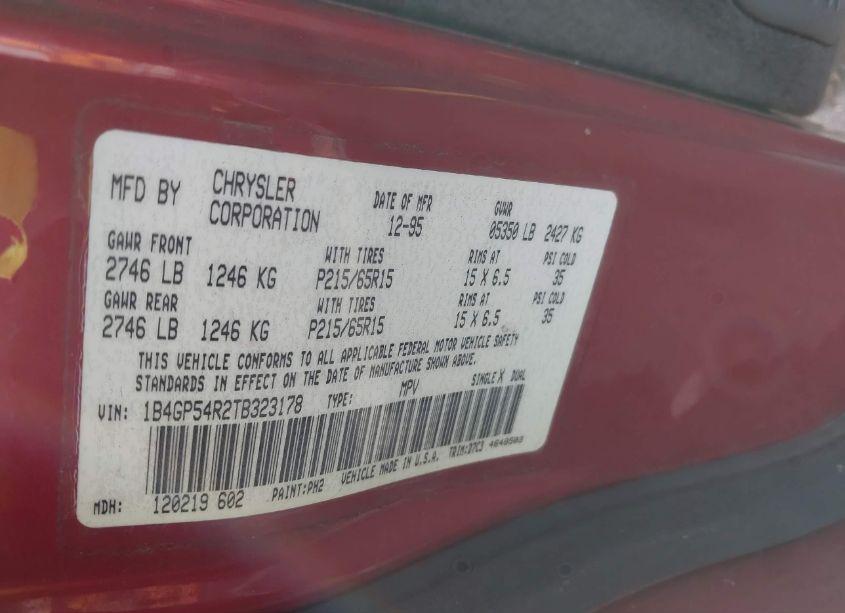 MFD BY CHRYSLER CORPORATION DATE OF MFR 12-95 GVWR 05350 LB 2427 KG
GAWR FRONT WITH TIRES RIMS AT PSI COLD
2746 LB 1246 KG P215/65R15 15 X 6.5 35
GAWR REAR WITH TIRES RIMS AT PSI COLD
2746 LB 1246 KG P215/65R15 15 X 6.5 35
THIS VEHICLE CONFORMS TO ALL APPLICABLE FEDERAL MOTOR VEHICLE SAFETY
STANDARDS IN EFFECT ON THE DATE OF MANUFACTURE SHOWN ABOVE.
VIN: 1B4GP54R2TB323178 TYPE: MPV SINGLE X DUAL
MDH: 120219 602 PAINT:PH2 VEHICLE MADE IN U.S.A. TRIM:D7C3